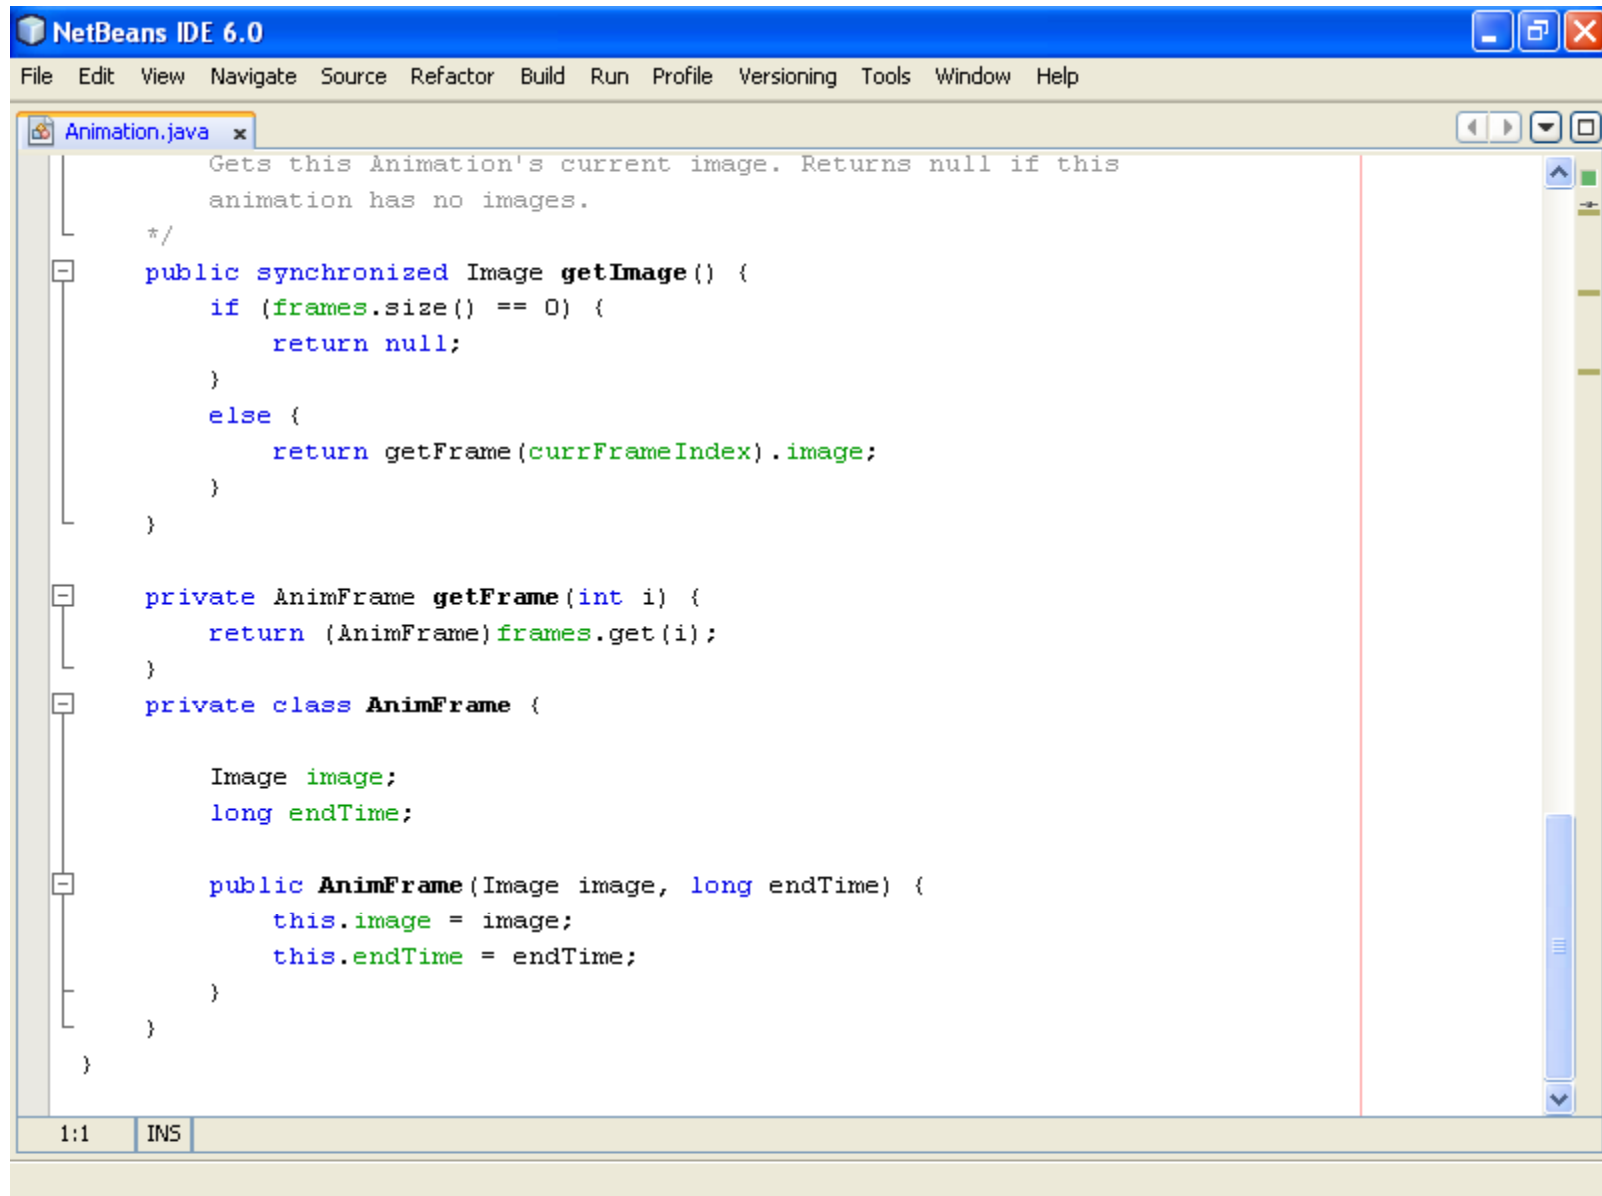 NetBeans IDE 6.0
File Edit View Navigate Source Refactor Build Run Profile Versioning Tools Window Help
Animation.java x
Gets this Animation's current image. Returns null if this
animation has no images.
*/
public synchronized Image getImage() {
if (frames.size() == 0) {
return null;
}
else {
return getFrame(currFrameIndex).image;
}
}
private AnimFrame getFrame(int i) {
return (AnimFrame)frames.get(i);
}
private class AnimFrame {
Image image;
long endTime;
public AnimFrame(Image image, long endTime) {
this.image = image;
this.endTime = endTime;
}
}
}
1:1 INS